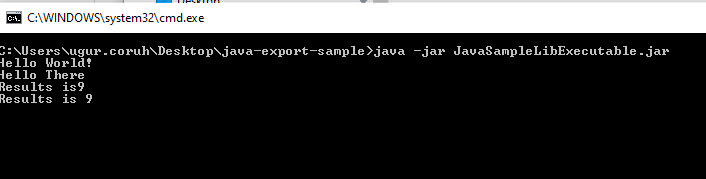 Desktop
C:\WINDOWS\system32\cmd.exe
C:\Users\ugur.coruh\Desktop\java-export-sample>java -jar JavaSampleLibExecutable.jar
Hello World!
Hello There
Results is9
Results is 9